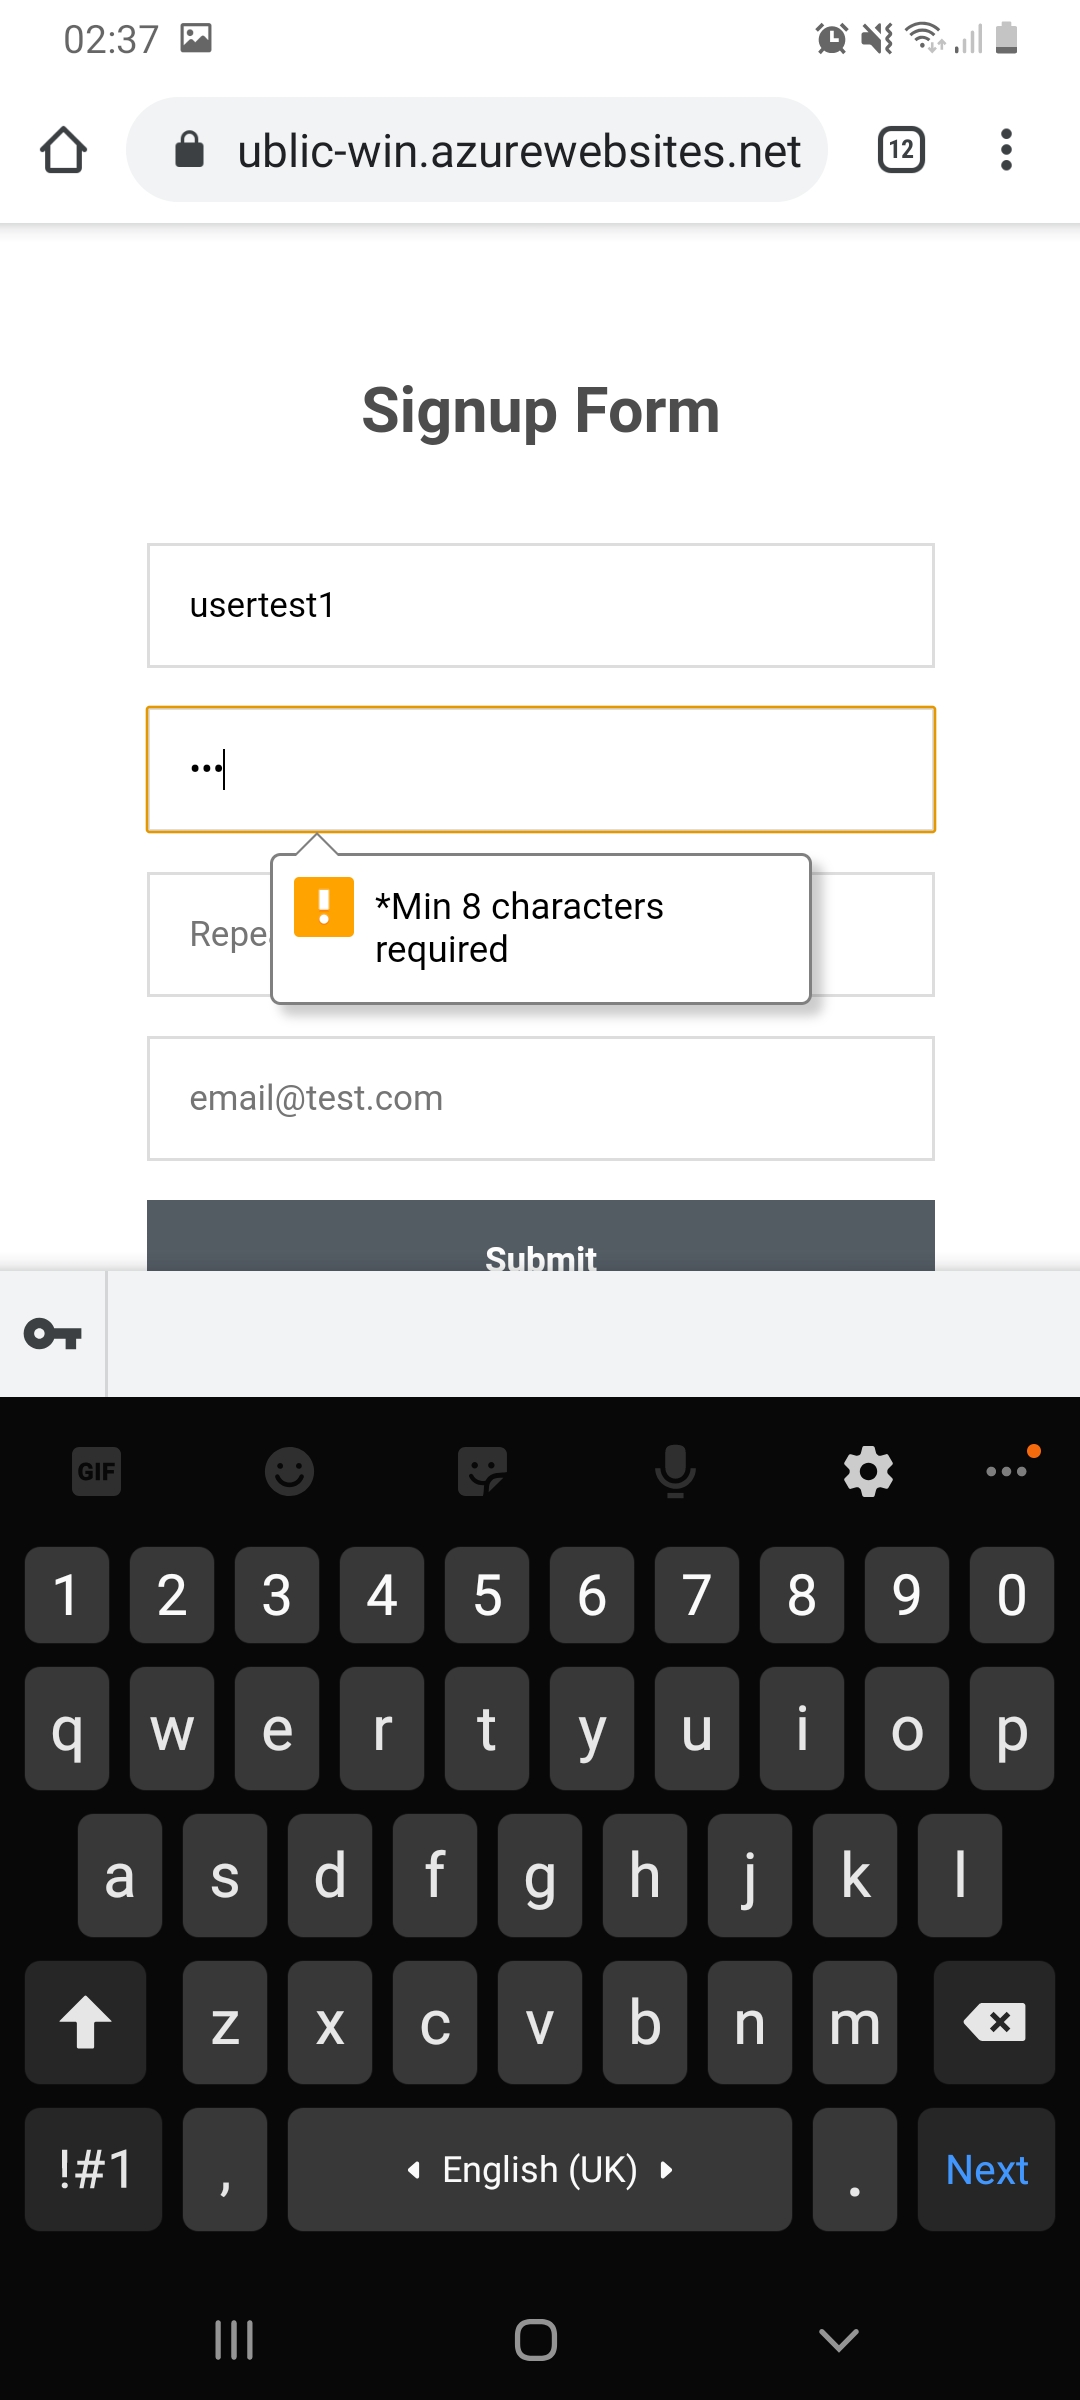 02:37
ublic-win.azurewebsites.net
12
Signup Form
usertest1
•••
*Min 8 characters
required
Repe
email@test.com
Submit
GIF
1 2 3 4 5 6 7 8 9 0
q w e r t y u i o p
a s d f g h j k l
z x c v b n m
!#1 , English (UK) . Next